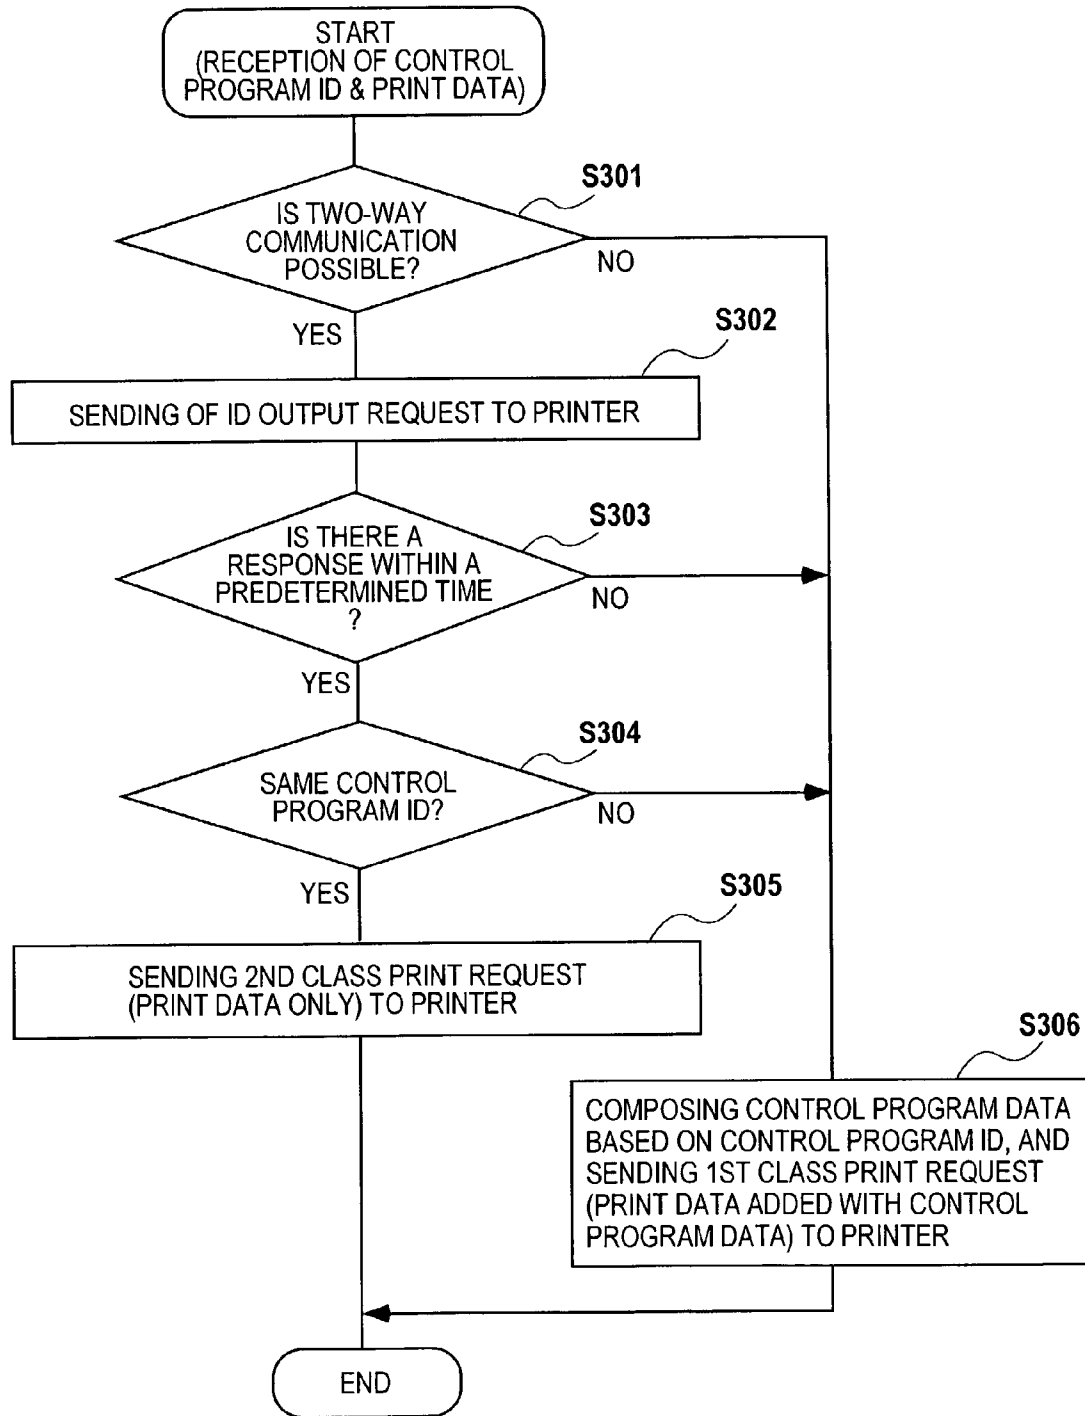 START
(RECEPTION OF CONTROL
PROGRAM ID & PRINT DATA)
S301
IS TWO-WAY
COMMUNICATION
POSSIBLE?
NO
YES
S302
SENDING OF ID OUTPUT REQUEST TO PRINTER
S303
IS THERE A
RESPONSE WITHIN A
PREDETERMINED TIME
?
NO
YES
S304
SAME CONTROL
PROGRAM ID?
NO
YES
S305
SENDING 2ND CLASS PRINT REQUEST
(PRINT DATA ONLY) TO PRINTER
S306
COMPOSING CONTROL PROGRAM DATA
BASED ON CONTROL PROGRAM ID, AND
SENDING 1ST CLASS PRINT REQUEST
(PRINT DATA ADDED WITH CONTROL
PROGRAM DATA) TO PRINTER
END